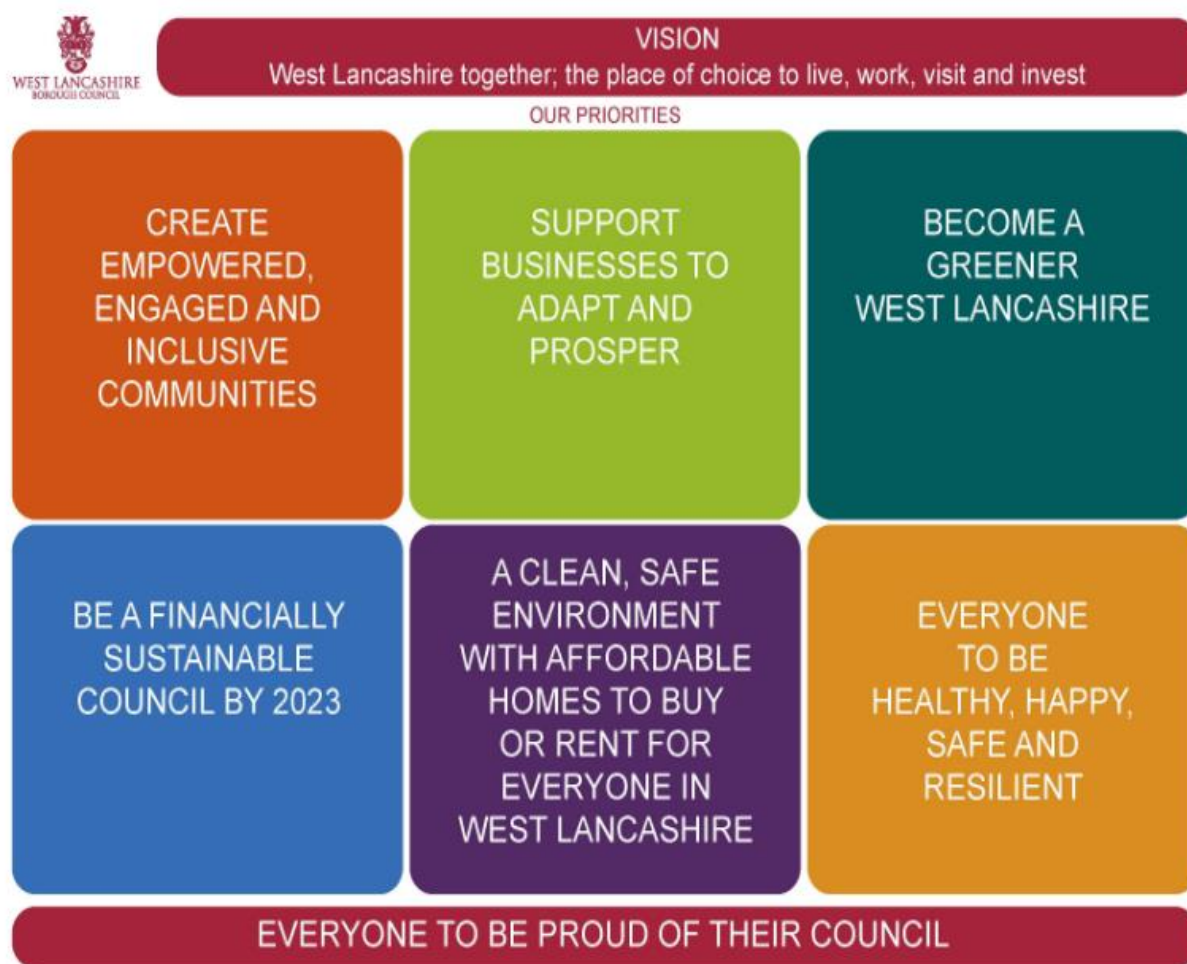 WEST LANCASHIRE
BOROUGH COUNCIL
VISION
West Lancashire together; the place of choice to live, work, visit and invest
OUR PRIORITIES
CREATE
EMPOWERED,
ENGAGED AND
INCLUSIVE
COMMUNITIES
SUPPORT
BUSINESSES TO
ADAPT AND
PROSPER
BECOME A
GREENER
WEST LANCASHIRE
BE A FINANCIALLY
SUSTAINABLE
COUNCIL BY 2023
A CLEAN, SAFE
ENVIRONMENT
WITH AFFORDABLE
HOMES TO BUY
OR RENT FOR
EVERYONE IN
WEST LANCASHIRE
EVERYONE
TO BE
HEALTHY, HAPPY,
SAFE AND
RESILIENT
EVERYONE TO BE PROUD OF THEIR COUNCIL